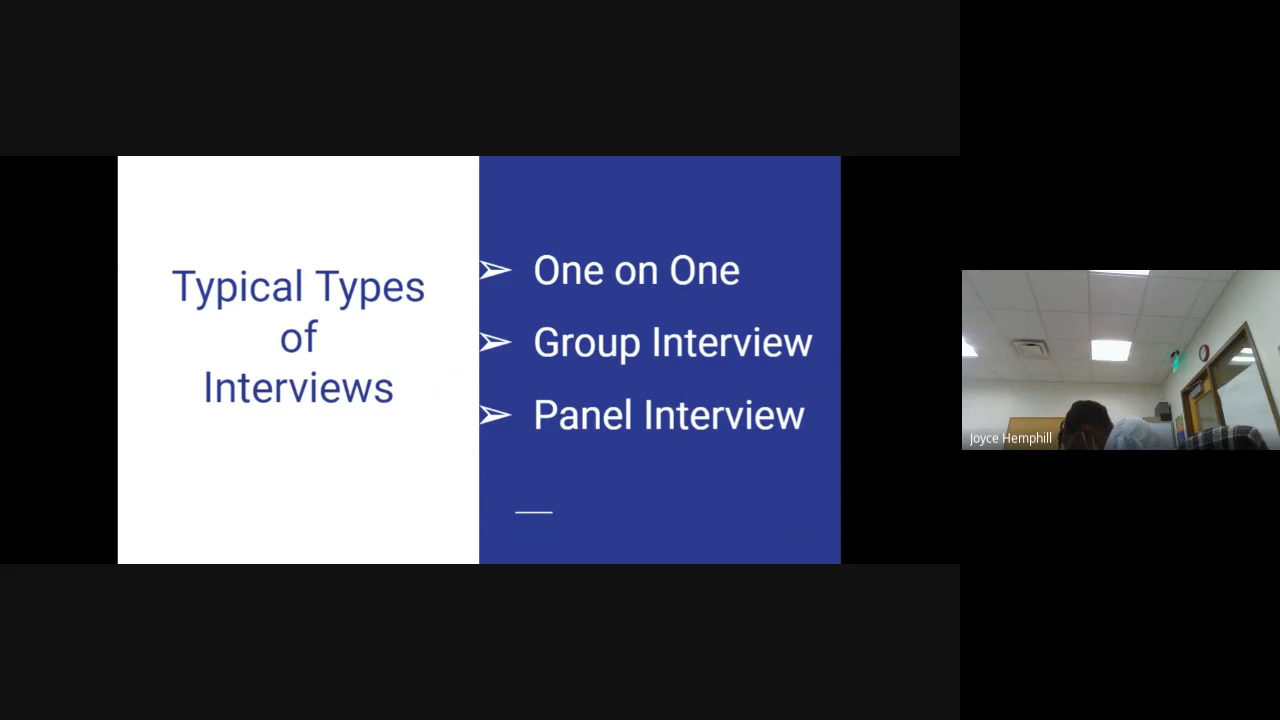 Typical Types
of
Interviews
➢ One on One
➢ Group Interview
➢ Panel Interview
Joyce Hemphill